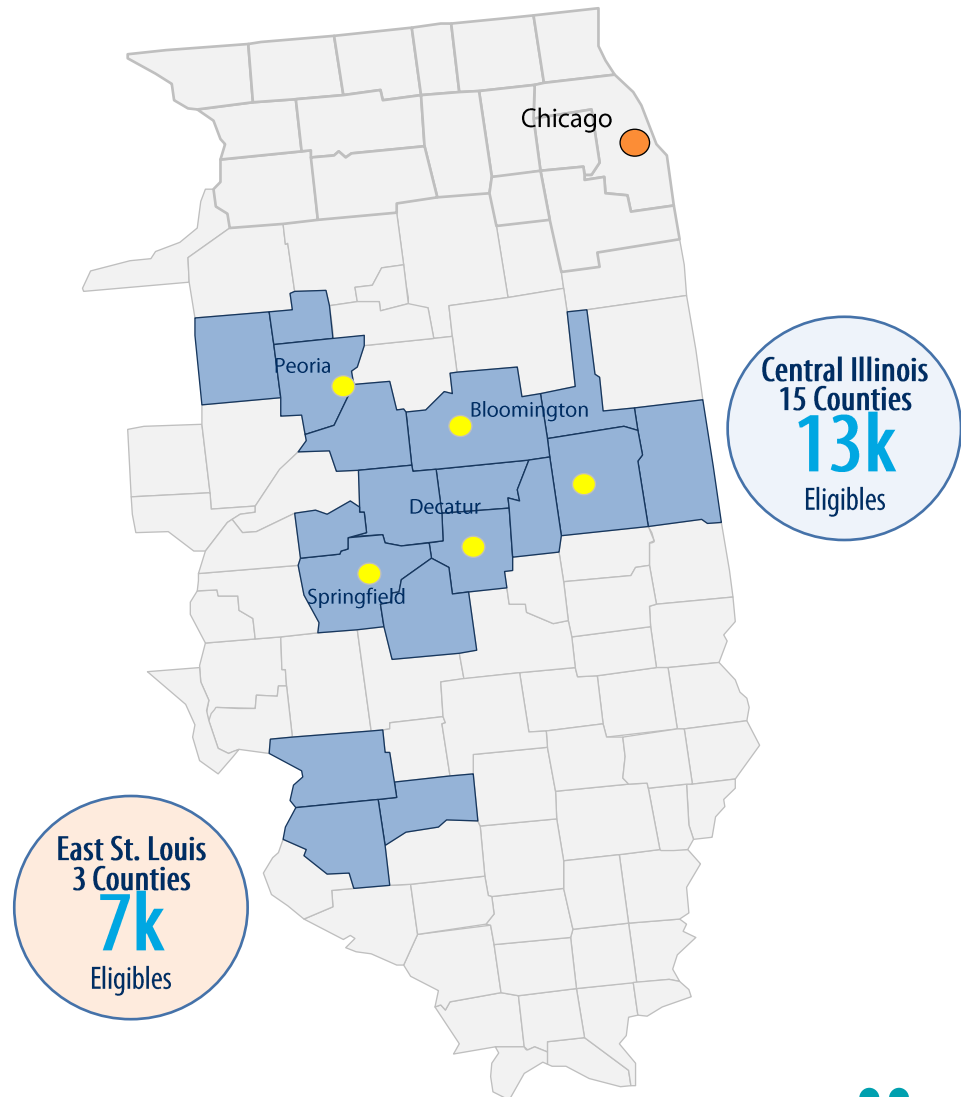 Chicago
Peoria
Bloomington
Decatur
Springfield
Central Illinois
15 Counties
13k
Eligibles
East St. Louis
3 Counties
7k
Eligibles